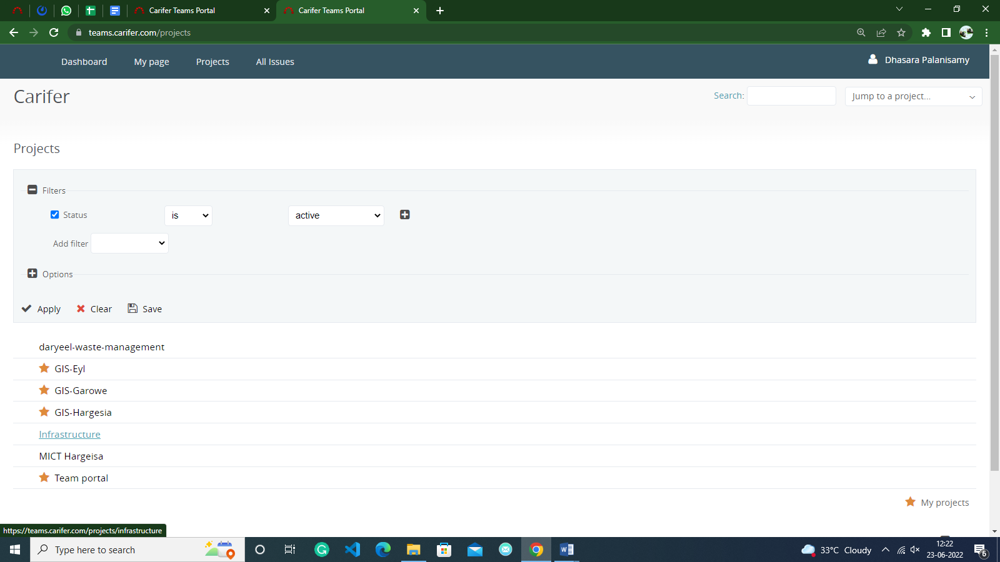 Carifer Teams Portal
Carifer Teams Portal
teams.carifer.com/projects
Dashboard My page Projects All Issues
Dhasara Palanisamy
Carifer
Search: Jump to a project...
Projects
Filters
Status is active
Add filter
Options
Apply Clear Save
daryeel-waste-management
GIS-Eyl
GIS-Garowe
GIS-Hargesia
Infrastructure
MICT Hargeisa
Team portal
My projects
https://teams.carifer.com/projects/infrastructure
Type here to search
33°C Cloudy
12:22
23-06-2022
6